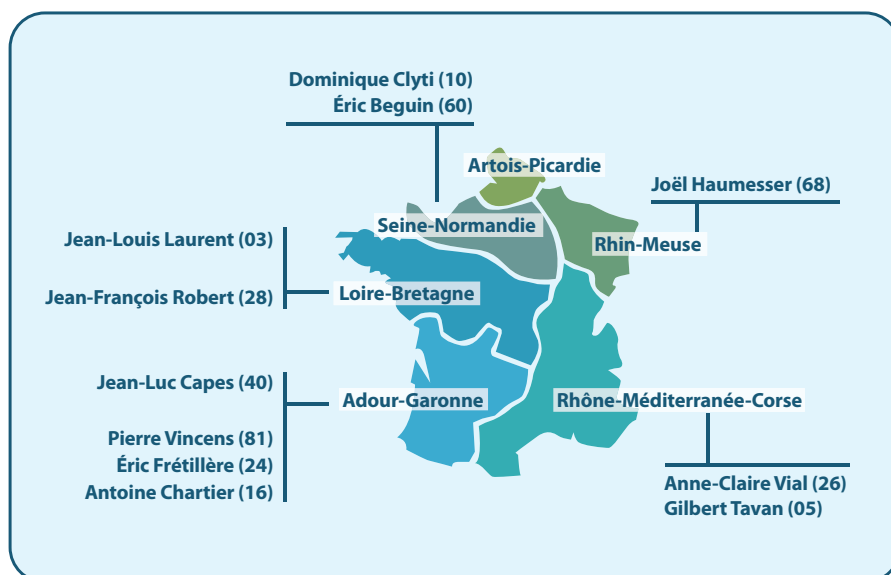 Dominique Clyti (10)
Éric Beguin (60)
Artois-Picardie
Joël Haumesser (68)
Seine-Normandie
Rhin-Meuse
Jean-Louis Laurent (03)
Jean-François Robert (28)
Loire-Bretagne
Jean-Luc Capes (40)
Adour-Garonne
Rhône-Méditerranée-Corse
Pierre Vincens (81)
Éric Frétillère (24)
Antoine Chartier (16)
Anne-Claire Vial (26)
Gilbert Tavan (05)